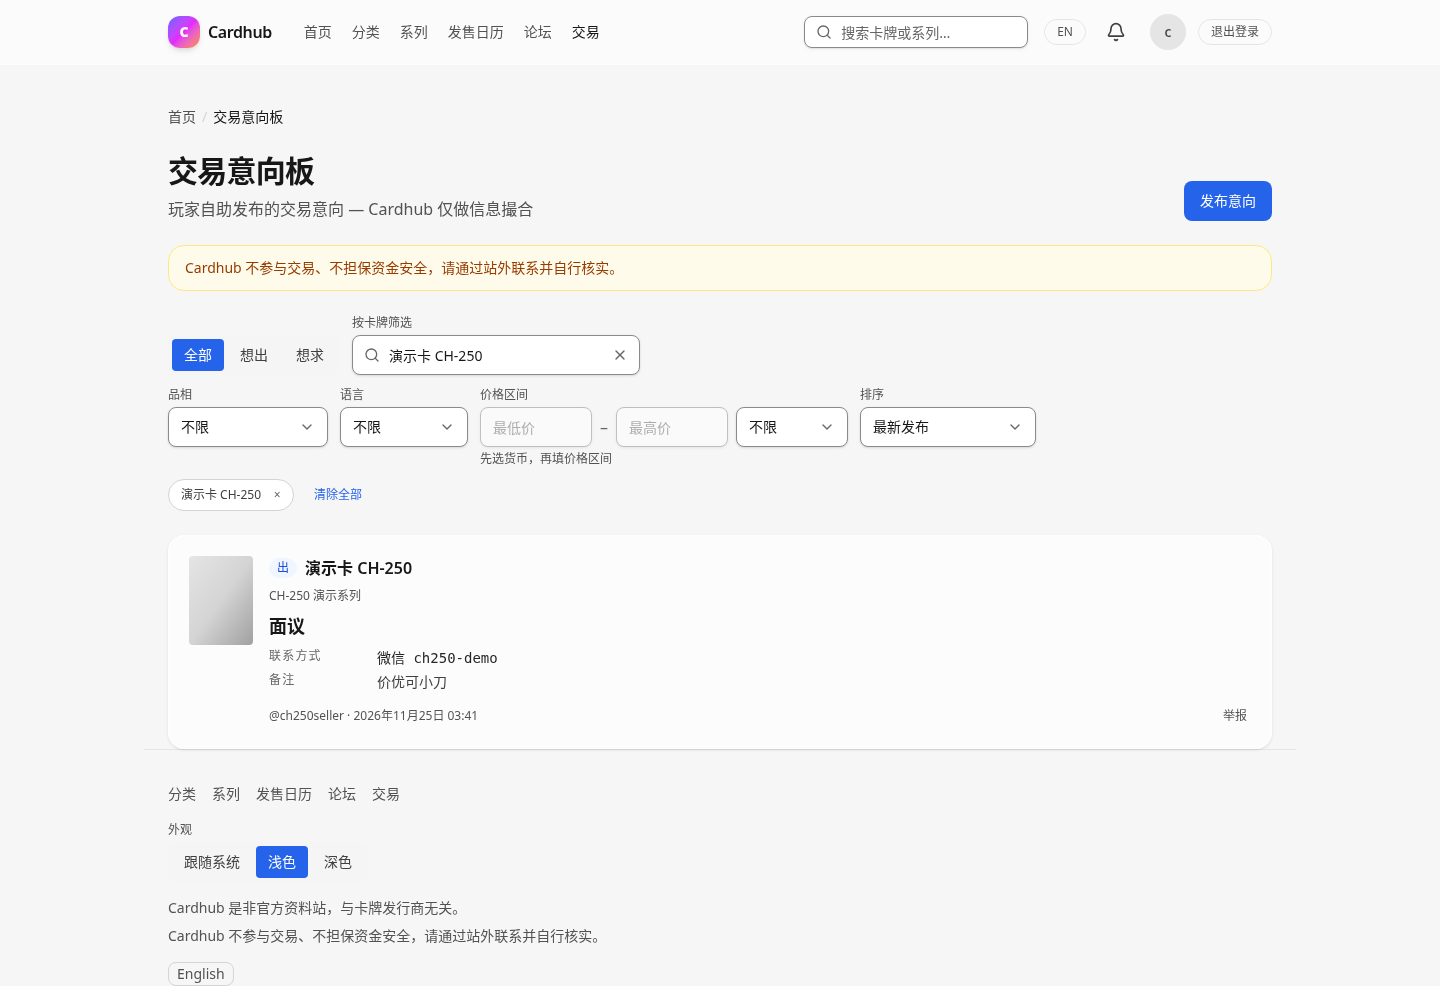 C Cardhub 首页 分类 系列 发售日历 论坛 交易 搜索卡牌或系列... EN C 退出登录
首页 / 交易意向板
交易意向板
玩家自助发布的交易意向 — Cardhub 仅做信息撮合
发布意向
Cardhub 不参与交易、不担保资金安全，请通过站外联系并自行核实。
按卡牌筛选
全部 想出 想求 演示卡 CH-250
品相 语言 价格区间 排序
不限 不限 最低价 – 最高价 不限 最新发布
先选货币，再填价格区间
演示卡 CH-250 × 清除全部
出 演示卡 CH-250
CH-250 演示系列
面议
联系方式 微信 ch250-demo
备注 价优可小刀
@ch250seller · 2026年11月25日 03:41 举报
分类 系列 发售日历 论坛 交易
外观
跟随系统 浅色 深色
Cardhub 是非官方资料站，与卡牌发行商无关。
Cardhub 不参与交易、不担保资金安全，请通过站外联系并自行核实。
English